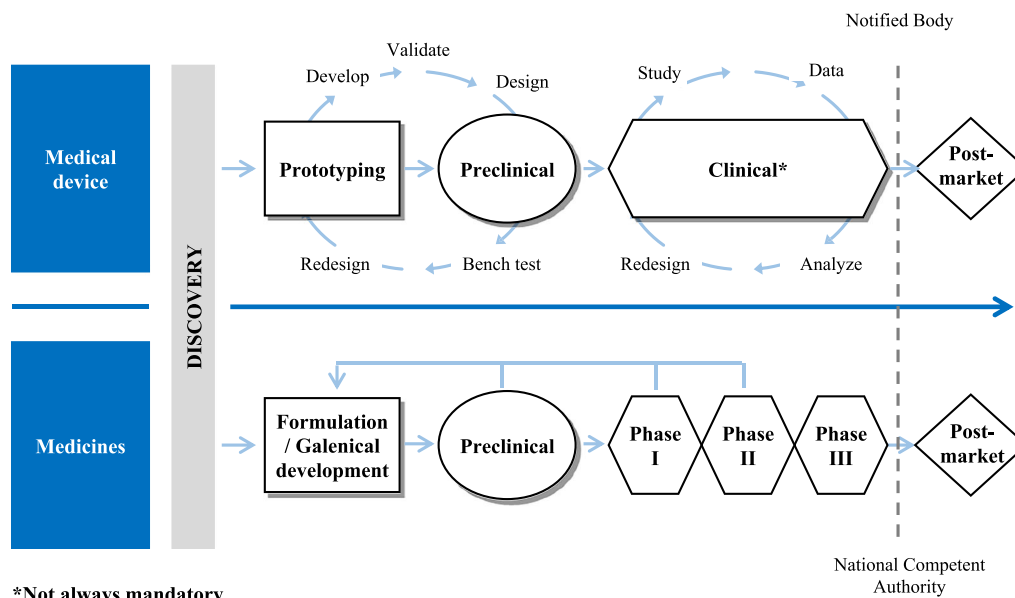 Notified Body
Validate
Develop
Design
Study
Data
Medical
device
Prototyping
Preclinical
Clinical*
Post-
market
Redesign
Bench test
Redesign
Analyze
DISCOVERY
Medicines
Formulation
/ Galenical
development
Preclinical
Phase
I
Phase
II
Phase
III
Post-
market
National Competent
Authority
*Not always mandatory